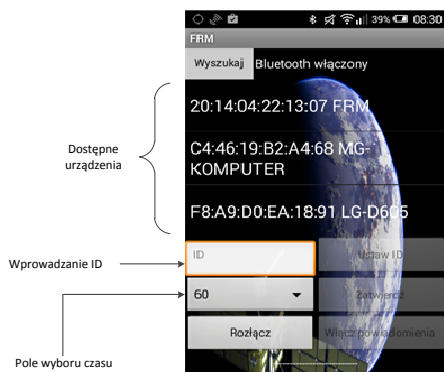 39% 08:30
FRM
Wyszukaj Bluetooth włączony
20:14:04:22:13:07 FRM
C4:46:19:B2:A4:68 MG-
KOMPUTER
F8:A9:D0:EA:18:91 LG-D605
Dostępne
urządzenia
ID Ustaw ID
Wprowadzanie ID
60 Zatwierdź
Rozłącz Włącz powiadomienia
Pole wyboru czasu